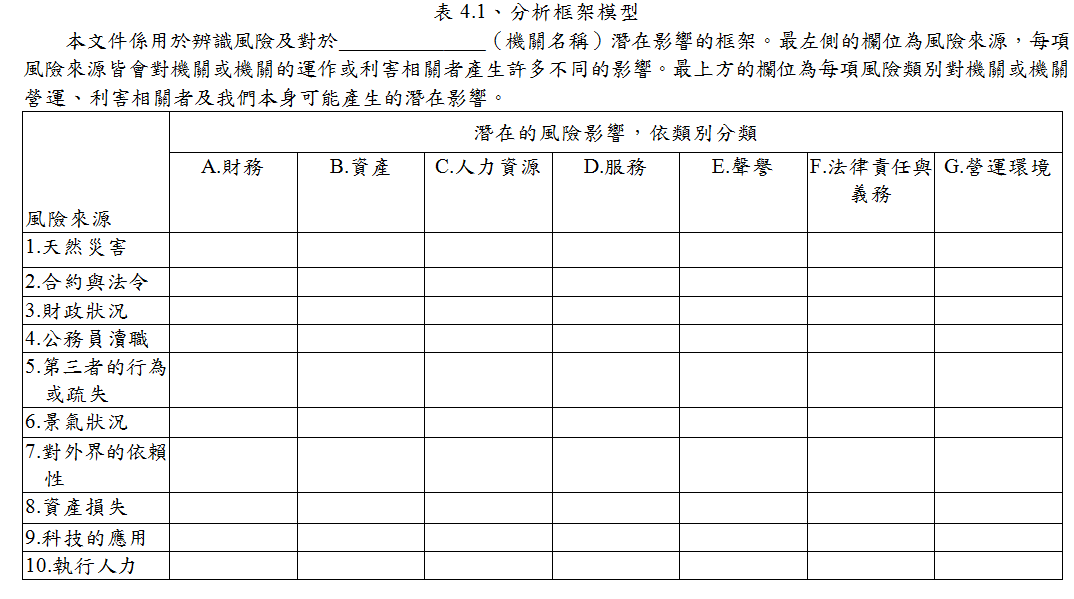 表 4.1、分析框架模型
本文件係用於辨識風險及對於______________（機關名稱）潛在影響的框架。最左側的欄位為風險來源，每項
風險來源皆會對機關或機關的運作或利害相關者產生許多不同的影響。最上方的欄位為每項風險類別對機關或機關
營運、利害相關者及我們本身可能產生的潛在影響。
潛在的風險影響，依類別分類
風險來源
A.財務 B.資產 C.人力資源 D.服務 E.聲譽 F.法律責任與 G.營運環境
義務
1.天然災害
2.合約與法令
3.財政狀況
4.公務員瀆職
5.第三者的行為
或疏失
6.景氣狀況
7.對外界的依賴
性
8.資產損失
9.科技的應用
10.執行人力